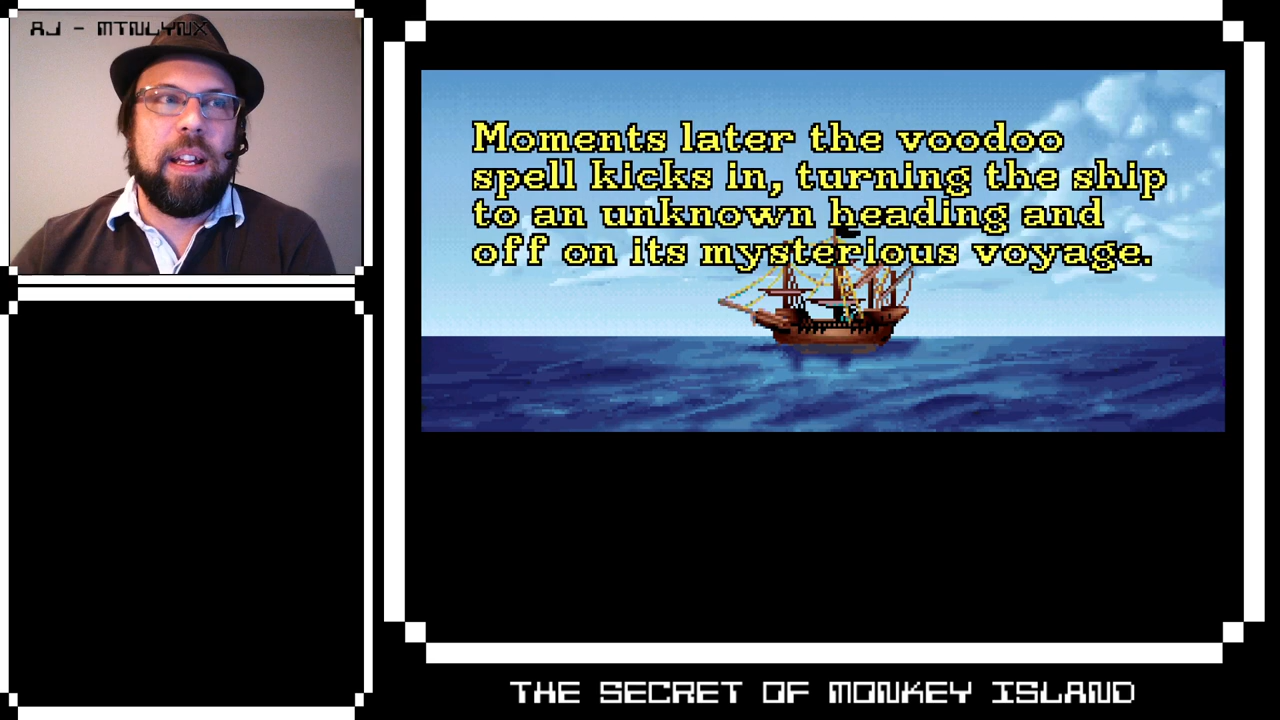 AJ - MTNLYNX
Moments later the voodoo
spell kicks in, turning the ship
to an unknown heading and
off on its mysterious voyage.
THE SECRET OF MONKEY ISLAND